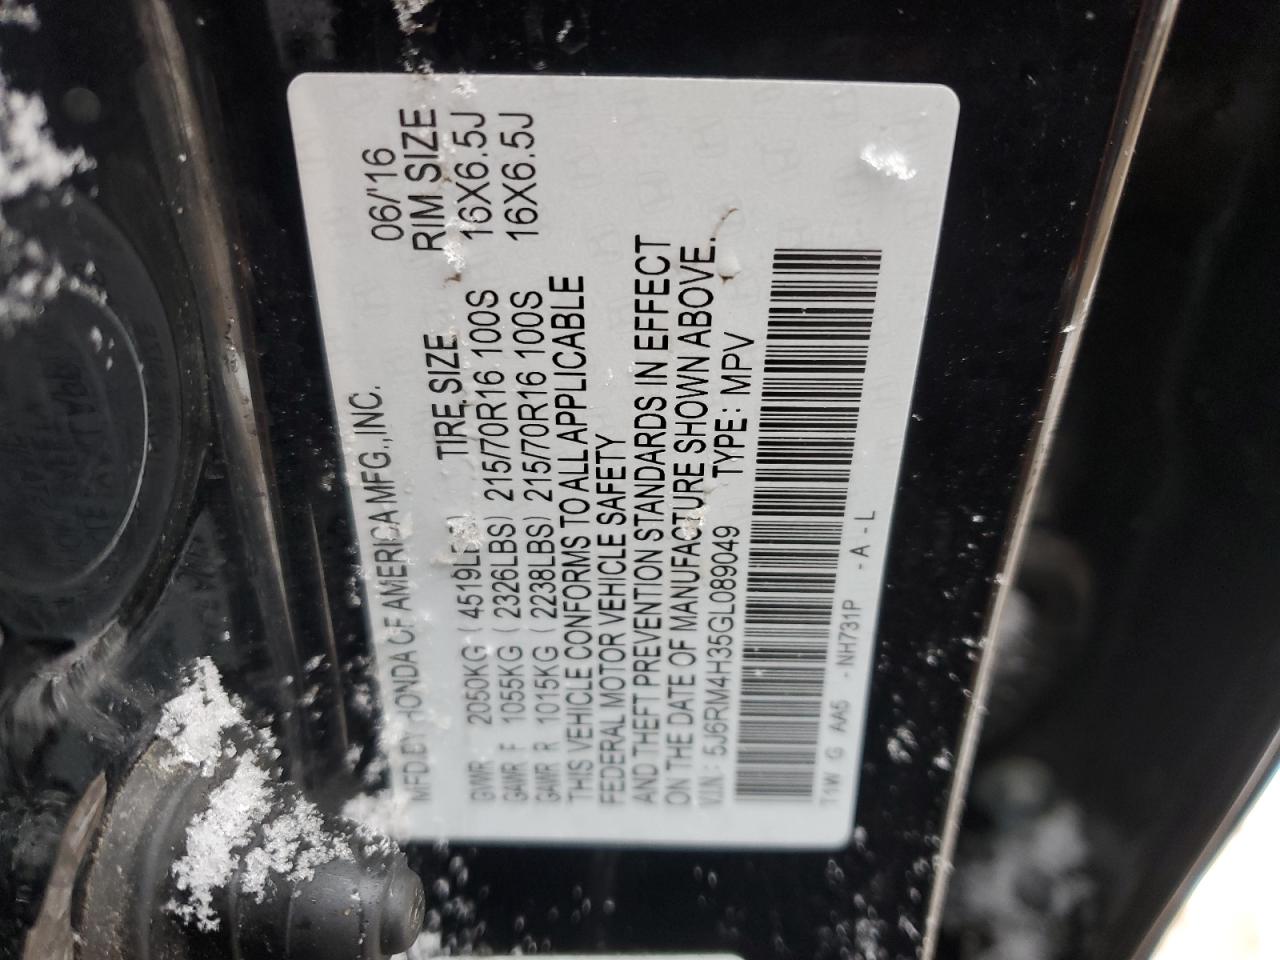 MFD.BY HONDA OF AMERICA MFG.,INC. 06/'16
TIRE SIZE RIM SIZE
GVWR 2050KG ( 4519LBS)
GAWR F 1055KG ( 2326LBS) 215/70R16 100S 16X6.5J
GAWR R 1015KG ( 2238LBS) 215/70R16 100S 16X6.5J
THIS VEHICLE CONFORMS TO ALL APPLICABLE
FEDERAL MOTOR VEHICLE SAFETY
AND THEFT PREVENTION STANDARDS IN EFFECT
ON THE DATE OF MANUFACTURE SHOWN ABOVE.
V.I.N.: 5J6RM4H35GL089049 TYPE: MPV
T1W G AA5 -NH731P -A-L